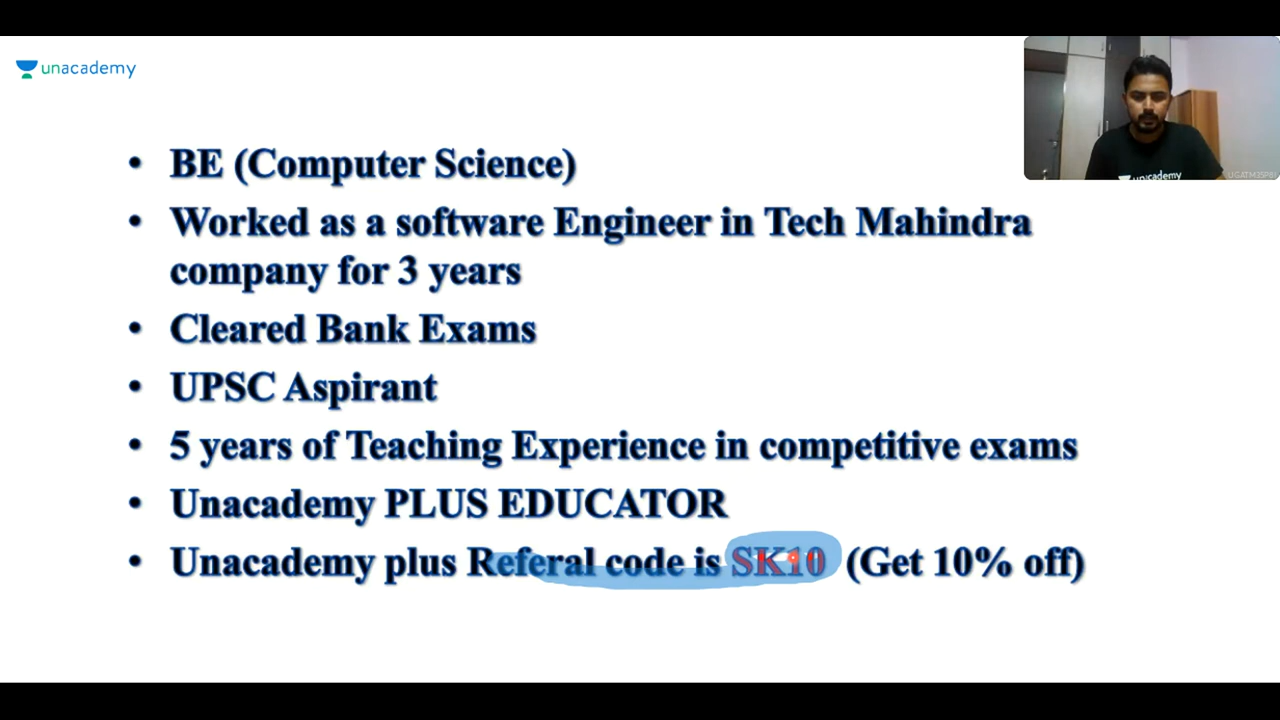 unacademy
• BE (Computer Science)
• Worked as a software Engineer in Tech Mahindra
company for 3 years
• Cleared Bank Exams
• UPSC Aspirant
• 5 years of Teaching Experience in competitive exams
• Unacademy PLUS EDUCATOR
• Unacademy plus Referal code is SK10 (Get 10% off)
unacademy